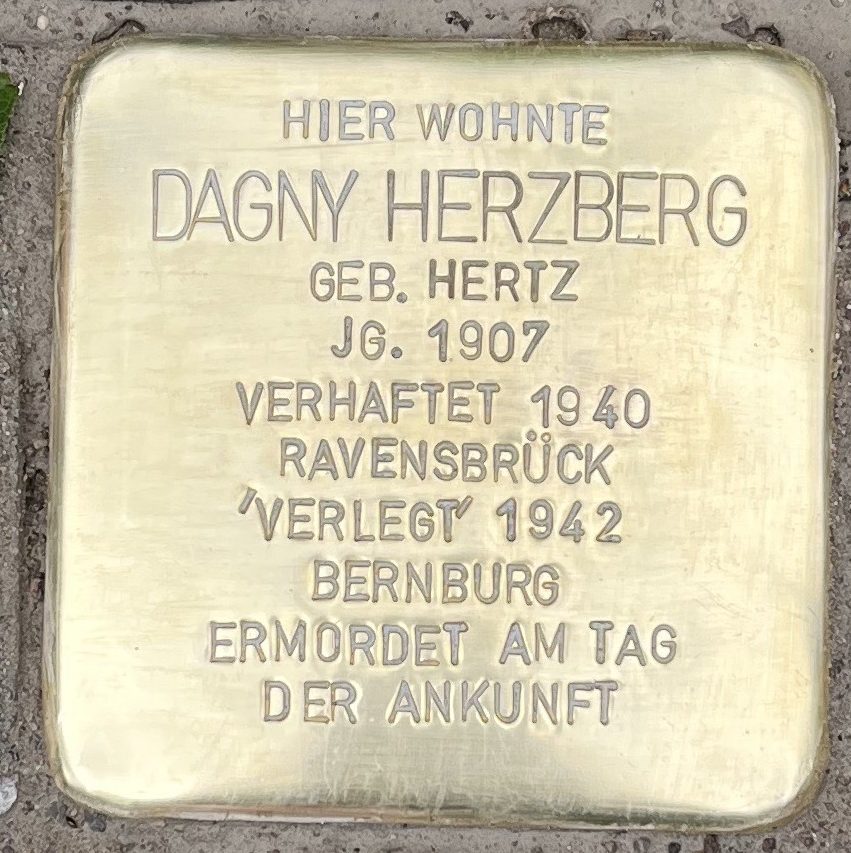 HIER WOHNTE
DAGNY HERZBERG
GEB. HERTZ
JG. 1907
VERHAFTET 1940
RAVENSBRÜCK
'VERLEGT' 1942
BERNBURG
ERMORDET AM TAG
DER ANKUNFT